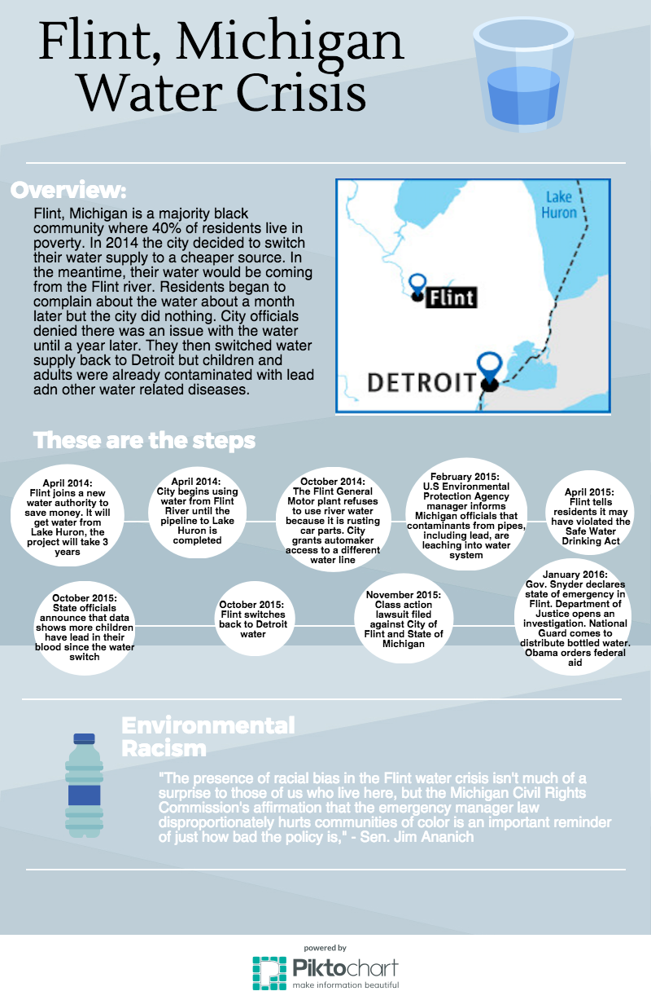 Flint, Michigan
Water Crisis
Overview:
Flint, Michigan is a majority black
community where 40% of residents live in
poverty. In 2014 the city decided to switch
their water supply to a cheaper source. In
the meantime, their water would be coming
from the Flint river. Residents began to
complain about the water about a month
later but the city did nothing. City officials
denied there was an issue with the water
until a year later. They then switched water
supply back to Detroit but children and
adults were already contaminated with lead
adn other water related diseases.
Lake
Huron
Flint
DETROIT
These are the steps
April 2014:
Flint joins a new
water authority to
save money. It will
get water from
Lake Huron, the
project will take 3
years
April 2014:
City begins using
water from Flint
River until the
pipeline to Lake
Huron is
completed
October 2014:
The Flint General
Motor plant refuses
to use river water
because it is rusting
car parts. City
grants automaker
access to a different
water line
February 2015:
U.S Environmental
Protection Agency
manager informs
Michigan officials that
contaminants from pipes,
including lead, are
leaching into water
system
April 2015:
Flint tells
residents it may
have violated the
Safe Water
Drinking Act
October 2015:
State officials
announce that data
shows more children
have lead in their
blood since the water
switch
October 2015:
Flint switches
back to Detroit
water
November 2015:
Class action
lawsuit filed
against City of
Flint and State of
Michigan
January 2016:
Gov. Snyder declares
state of emergency in
Flint. Department of
Justice opens an
investigation. National
Guard comes to
distribute bottled water.
Obama orders federal
aid
Environmental
Racism
"The presence of racial bias in the Flint water crisis isn't much of a
surprise to those of us who live here, but the Michigan Civil Rights
Commission's affirmation that the emergency manager law
disproportionately hurts communities of color is an important reminder
of just how bad the policy is," - Sen. Jim Ananich
powered by
Piktochart
make information beautiful